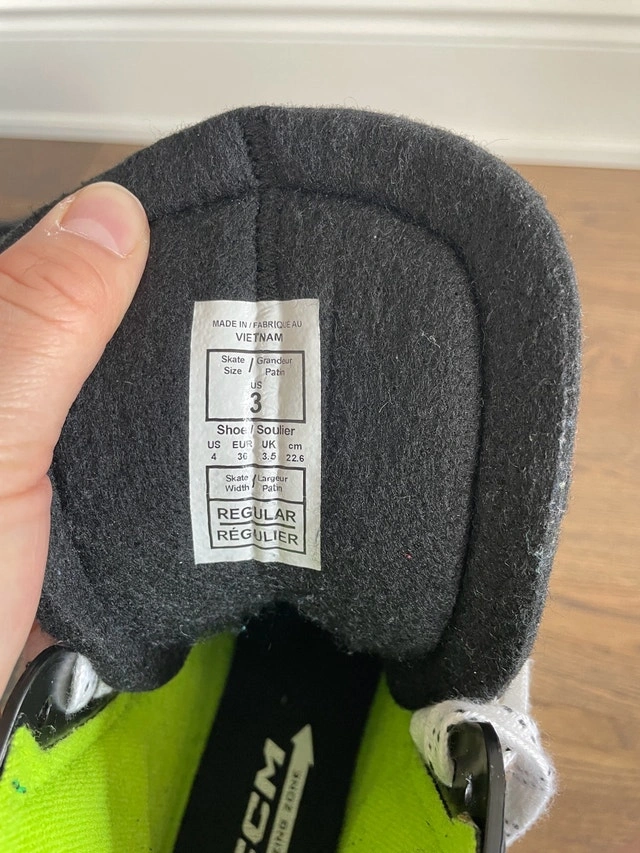 MADE IN / FABRIQUE AU
VIETNAM
Skate / Grandeur
Size / Patin
US
3
Shoe / Soulier
US EUR UK cm
4 36 3.5 22.6
Skate / Largeur
Width / Patin
REGULAR
RÉGULIER
CCM
ZONE